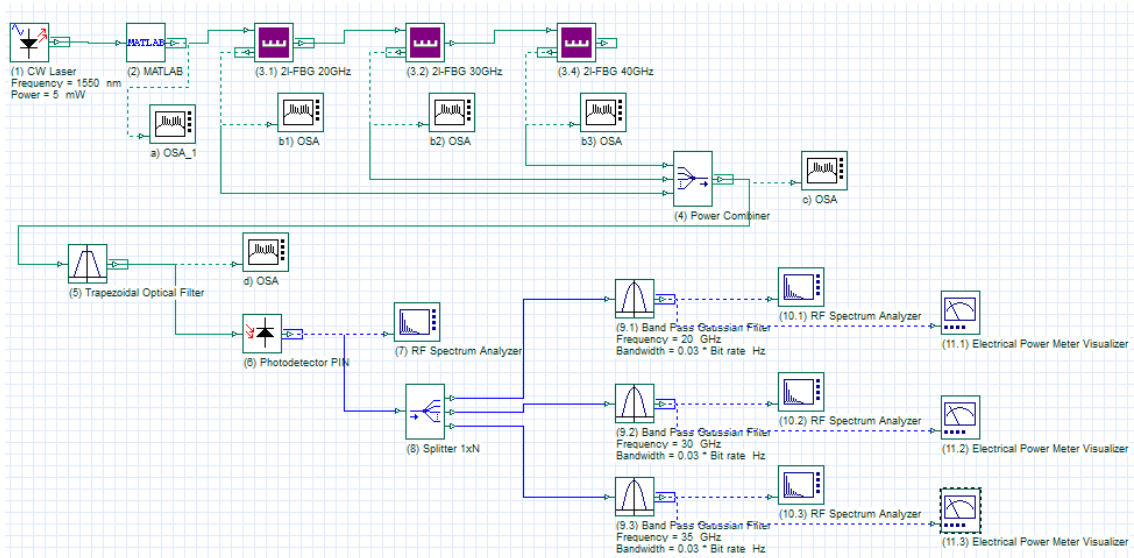 MATLAB
(1) CW Laser
Frequency = 1550 nm
Power = 5 mW
(2) MATLAB
(3.1) 2l-FBG 20GHz
(3.2) 2l-FBG 30GHz
(3.4) 2l-FBG 40GHz
a) OSA_1
b1) OSA
b2) OSA
b3) OSA
(4) Power Combiner
c) OSA
(5) Trapezoidal Optical Filter
d) OSA
(6) Photodetector PIN
(7) RF Spectrum Analyzer
(8) Splitter 1xN
(9.1) Band Pass Gaussian Filter
Frequency = 20 GHz
Bandwidth = 0.03 * Bit rate Hz
(10.1) RF Spectrum Analyzer
(11.1) Electrical Power Meter Visualizer
(9.2) Band Pass Gaussian Filter
Frequency = 30 GHz
Bandwidth = 0.03 * Bit rate Hz
(10.2) RF Spectrum Analyzer
(11.2) Electrical Power Meter Visualizer
(9.3) Band Pass Gaussian Filter
Frequency = 35 GHz
Bandwidth = 0.03 * Bit rate Hz
(10.3) RF Spectrum Analyzer
(11.3) Electrical Power Meter Visualizer